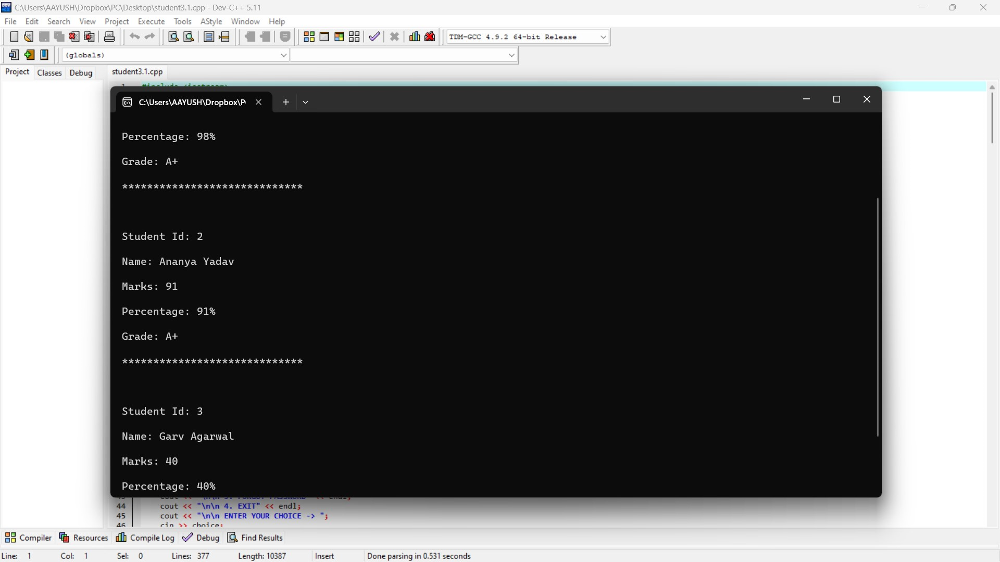 C:\Users\AAYUSH\Dropbox\PC\Desktop\student3.1.cpp - Dev-C++ 5.11
File Edit Search View Project Execute Tools AStyle Window Help
TDM-GCC 4.9.2 64-bit Release
(globals)
Project Classes Debug student3.1.cpp
1 #include <iostream>
C:\Users\AAYUSH\Dropbox\P
Percentage: 98%
Grade: A+
*****************************
Student Id: 2
Name: Ananya Yadav
Marks: 91
Percentage: 91%
Grade: A+
*****************************
Student Id: 3
Name: Garv Agarwal
Marks: 40
Percentage: 40%
44 cout << "\n\n 4. EXIT" << endl;
45 cout << "\n\n ENTER YOUR CHOICE -> ";
46 cin >> choice;
Compiler Resources Compile Log Debug Find Results
Line: 1 Col: 1 Sel: 0 Lines: 377 Length: 10387 Insert Done parsing in 0.531 seconds